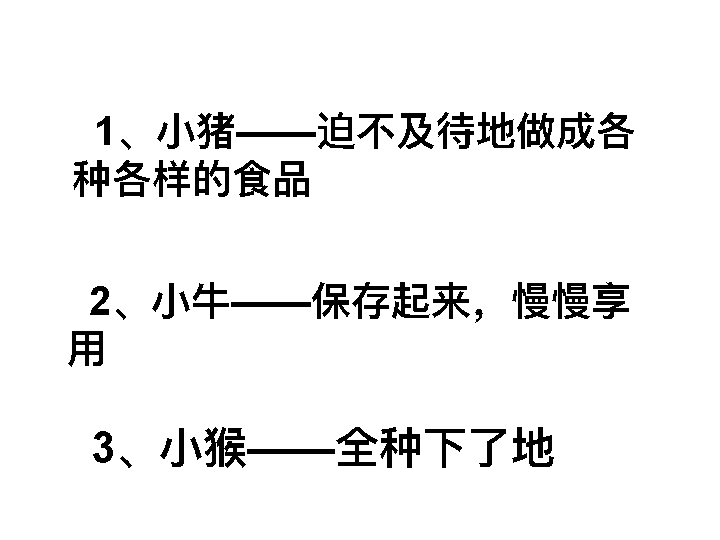 1、小猪——迫不及待地做成各
种各样的食品
2、小牛——保存起来，慢慢享
用
3、小猴——全种下了地